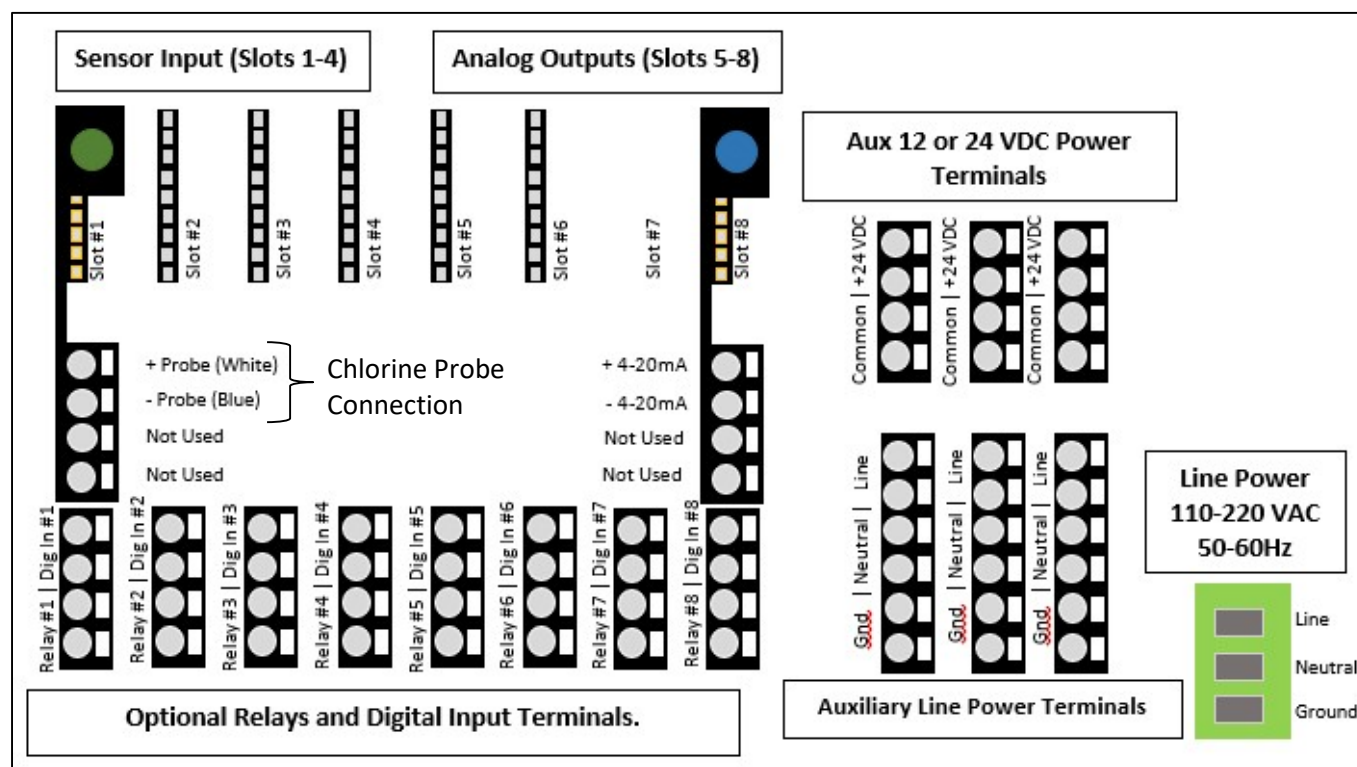 Sensor Input (Slots 1-4)
Analog Outputs (Slots 5-8)
Slot #1
Slot #2
Slot #3
Slot #4
Slot #5
Slot #6
Slot #7
Slot #8
Aux 12 or 24 VDC Power
Terminals
Common | +24 VDC
Common | +24 VDC
Common | +24 VDC
+ Probe (White)
- Probe (Blue)
Not Used
Not Used
Chlorine Probe
Connection
+ 4-20mA
- 4-20mA
Not Used
Not Used
Relay #1 | Dig In #1
Relay #2 | Dig In #2
Relay #3 | Dig In #3
Relay #4 | Dig In #4
Relay #5 | Dig In #5
Relay #6 | Dig In #6
Relay #7 | Dig In #7
Relay #8 | Dig In #8
Gnd | Neutral | Line
Gnd | Neutral | Line
Gnd | Neutral | Line
Line Power
110-220 VAC
50-60Hz
Line
Neutral
Ground
Optional Relays and Digital Input Terminals.
Auxiliary Line Power Terminals